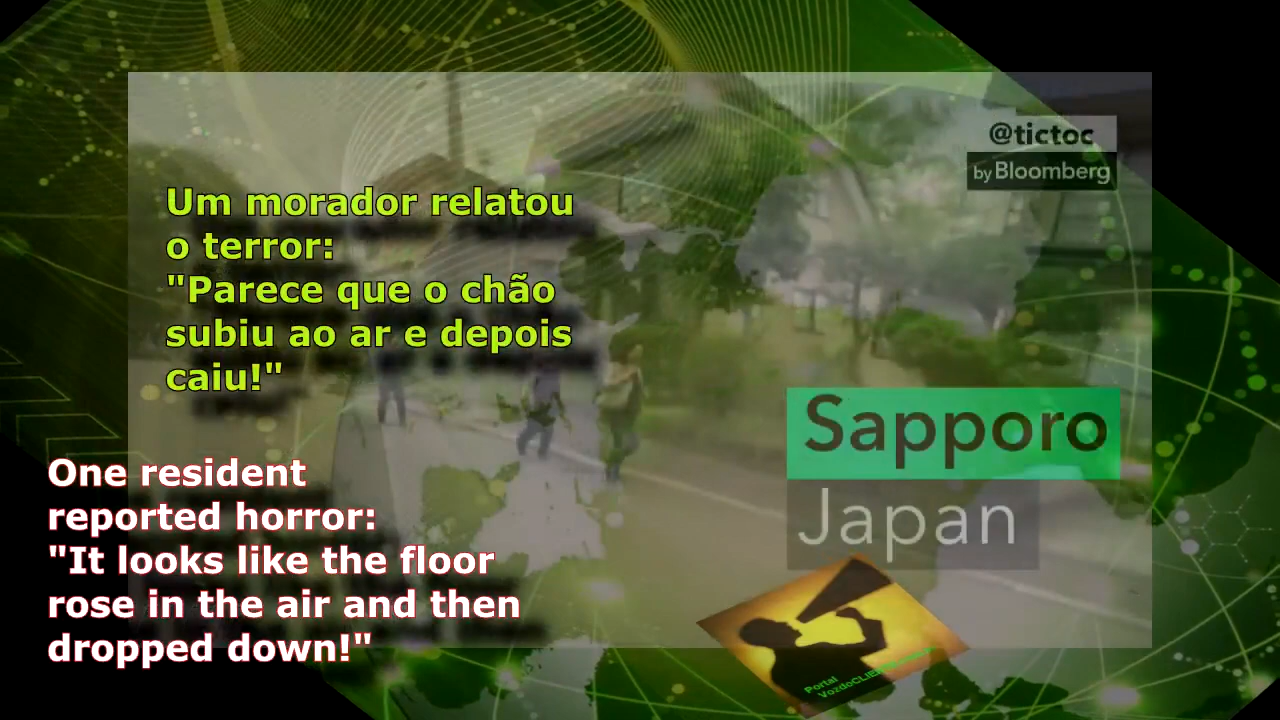 @tictoc
by Bloomberg
Um morador relatou
o terror:
"Parece que o chão
subiu ao ar e depois
caiu!"
Sapporo
Japan
One resident
reported horror:
"It looks like the floor
rose in the air and then
dropped down!"
Portal